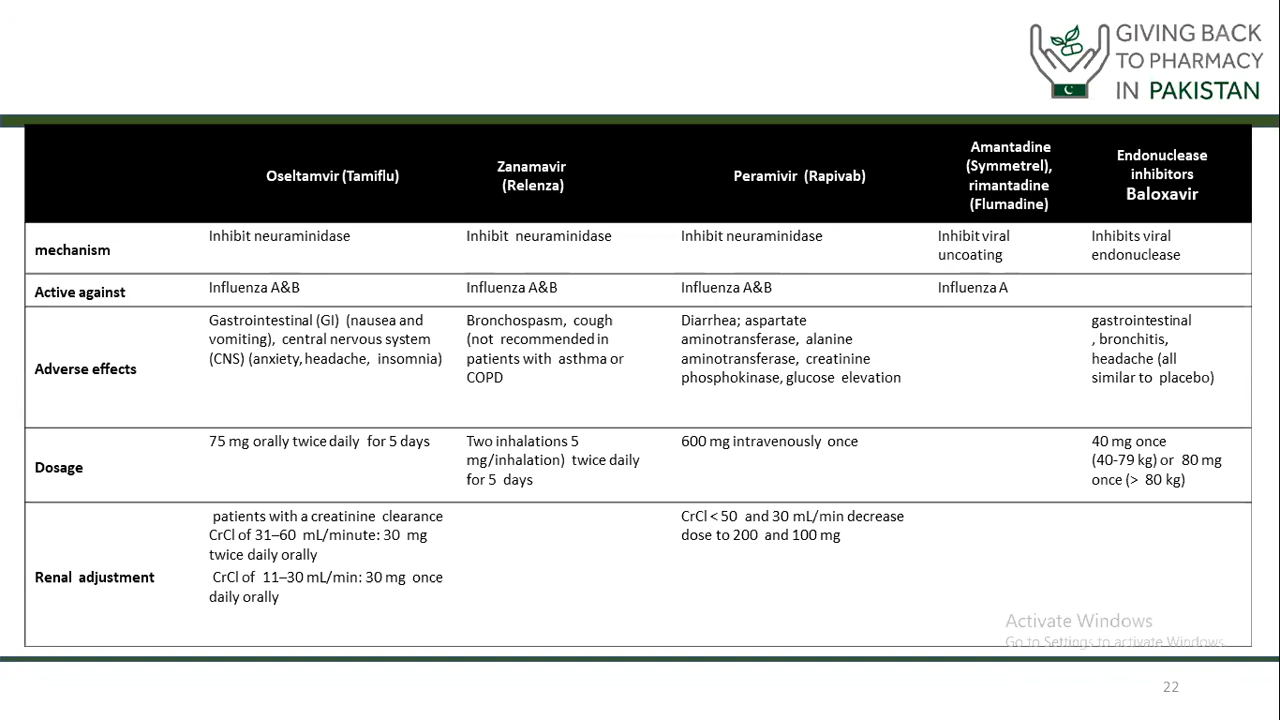 GIVING BACK
TO PHARMACY
IN PAKISTAN
Oseltamvir (Tamiflu)
Zanamavir
(Relenza)
Peramivir (Rapivab)
Amantadine
(Symmetrel),
rimantadine
(Flumadine)
Endonuclease
inhibitors
Baloxavir
mechanism
Inhibit neuraminidase
Inhibit neuraminidase
Inhibit neuraminidase
Inhibit viral
uncoating
Inhibits viral
endonuclease
Active against
Influenza A&B
Influenza A&B
Influenza A&B
Influenza A
Adverse effects
Gastrointestinal (GI) (nausea and
vomiting), central nervous system
(CNS) (anxiety, headache, insomnia)
Bronchospasm, cough
(not recommended in
patients with asthma or
COPD
Diarrhea; aspartate
aminotransferase, alanine
aminotransferase, creatinine
phosphokinase, glucose elevation
gastrointestinal
, bronchitis,
headache (all
similar to placebo)
Dosage
75 mg orally twice daily for 5 days
Two inhalations 5
mg/inhalation) twice daily
for 5 days
600 mg intravenously once
40 mg once
(40-79 kg) or 80 mg
once (> 80 kg)
Renal adjustment
patients with a creatinine clearance
CrCl of 31–60 mL/minute: 30 mg
twice daily orally
CrCl of 11–30 mL/min: 30 mg once
daily orally
CrCl < 50 and 30 mL/min decrease
dose to 200 and 100 mg
Activate Windows
Go to Settings to activate Windows.
22